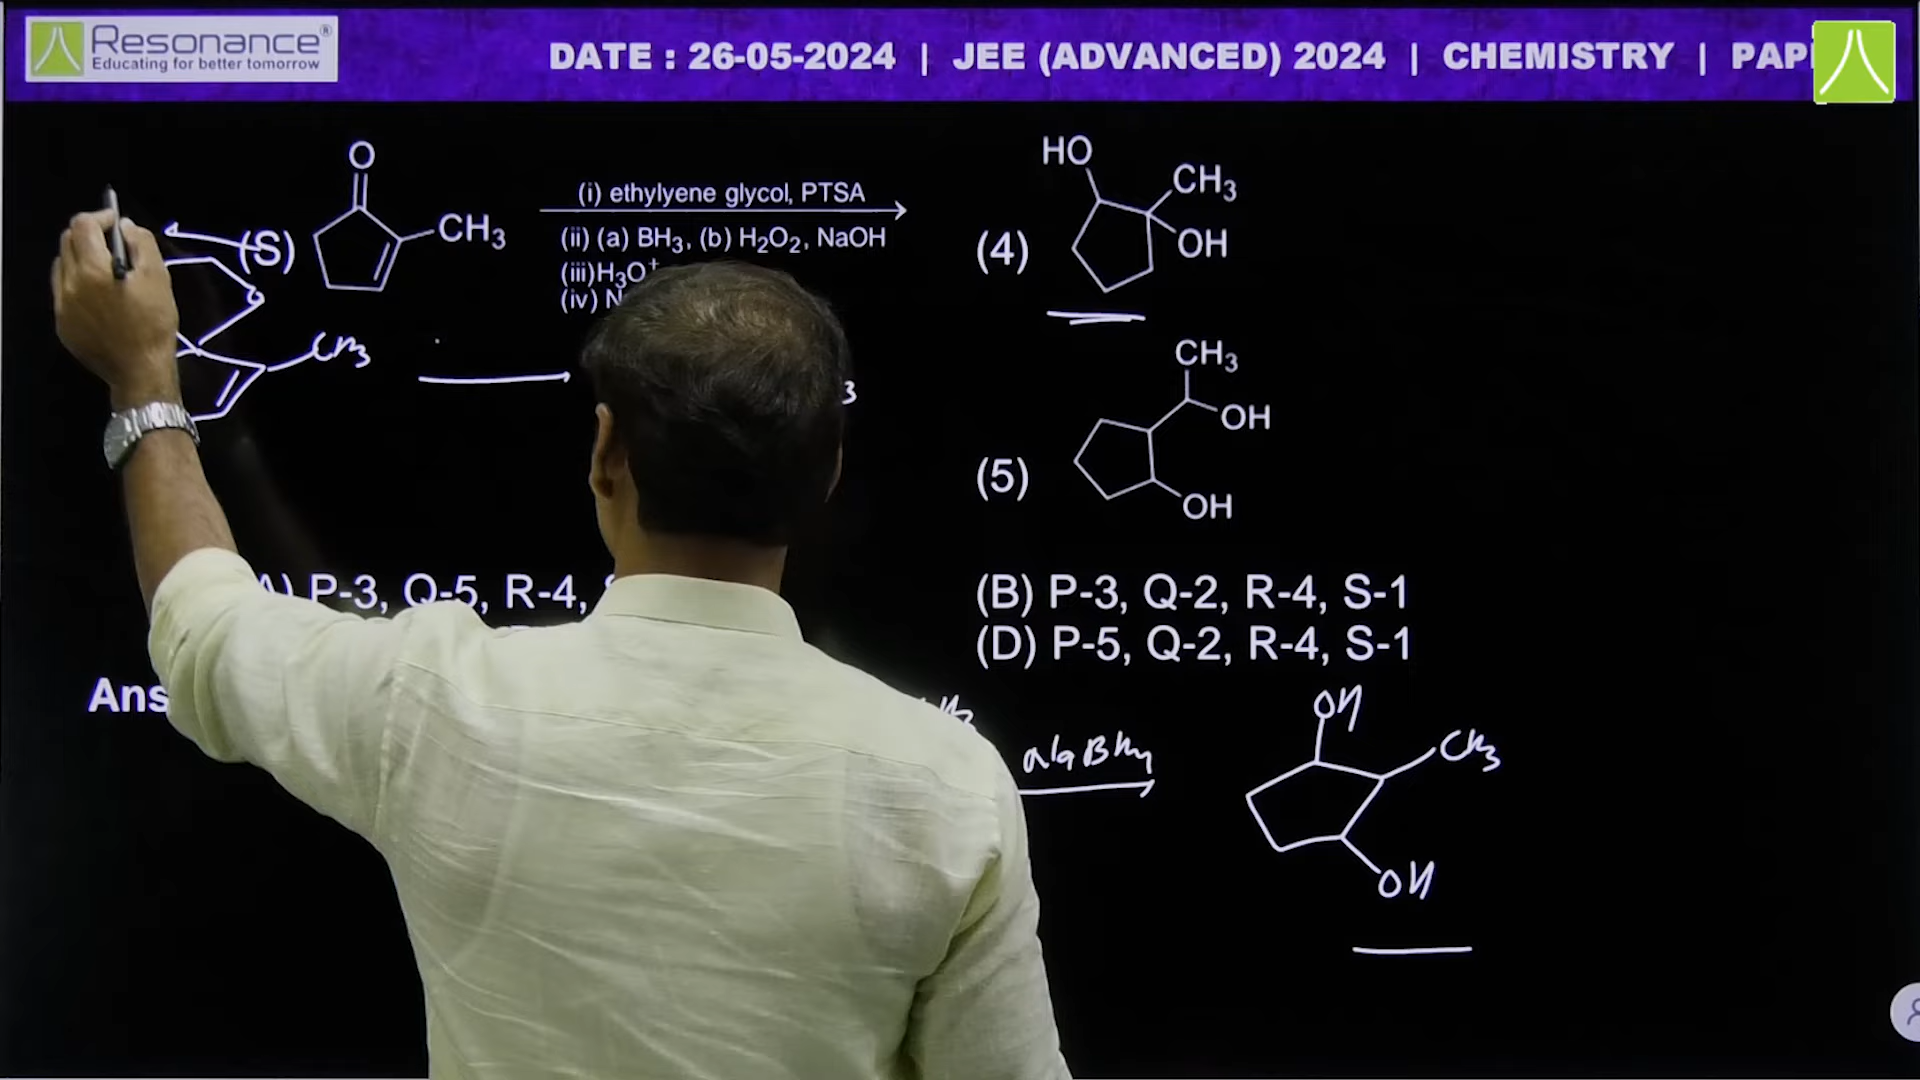 Resonance®
Educating for better tomorrow
DATE : 26-05-2024 | JEE (ADVANCED) 2024 | CHEMISTRY |
(S)
O
CH₃
(i) ethylyene glycol, PTSA
(ii) (a) BH₃, (b) H₂O₂, NaOH
(iii)H₃O⁺
(iv) N
(4)
HO
CH₃
OH
CH₃
3
(5)
CH₃
OH
OH
A) P-3, Q-5, R-4,
(B) P-3, Q-2, R-4, S-1
(D) P-5, Q-2, R-4, S-1
Ans
OH
CH₃
OH